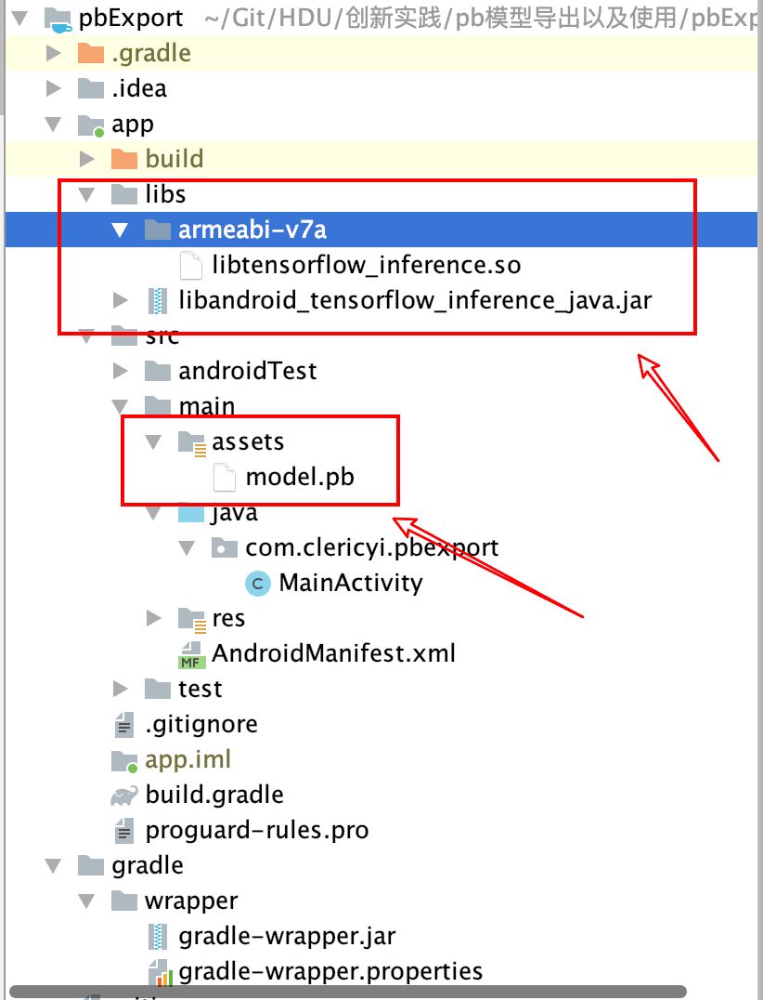 pbExport ~/Git/HDU/创新实践/pb模型导出以及使用/pbExp
.gradle
.idea
app
build
libs
armeabi-v7a
libtensorflow_inference.so
libandroid_tensorflow_inference_java.jar
src
androidTest
main
assets
model.pb
java
com.clericyi.pbexport
C MainActivity
res
MF AndroidManifest.xml
test
.gitignore
app.iml
build.gradle
proguard-rules.pro
gradle
wrapper
gradle-wrapper.jar
gradle-wrapper.properties